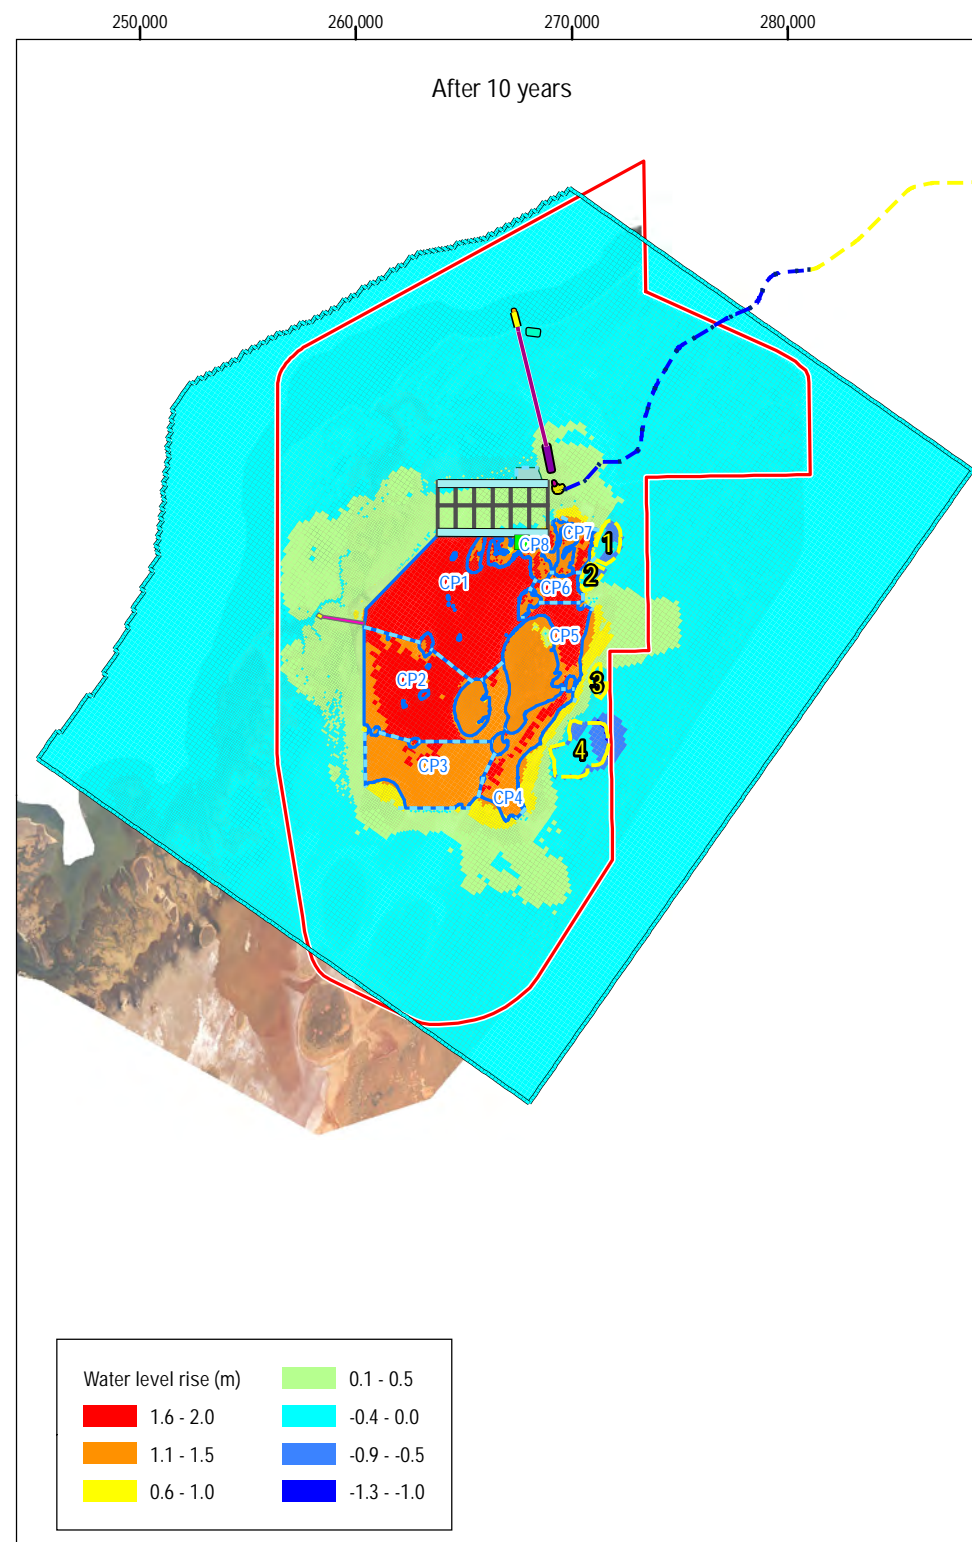 250,000 260,000 270,000 280,000
After 10 years
1
CP7
CP8
2
CP1
CP6
CP5
CP2
3
4
CP3
CP4
Water level rise (m)
1.6 - 2.0
1.1 - 1.5
0.6 - 1.0
0.1 - 0.5
-0.4 - 0.0
-0.9 - -0.5
-1.3 - -1.0